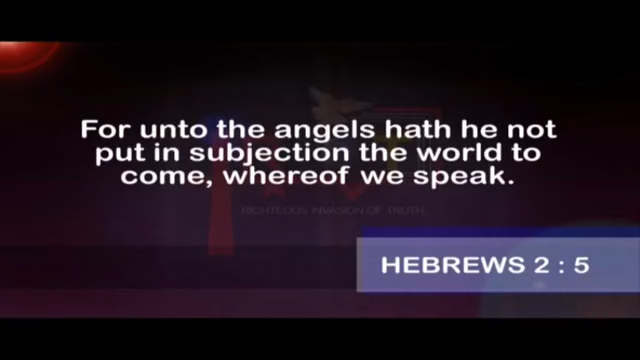 For unto the angels hath he not
put in subjection the world to
come, whereof we speak.
RIGHTEOUS INVASION OF TRUTH
HEBREWS 2 : 5